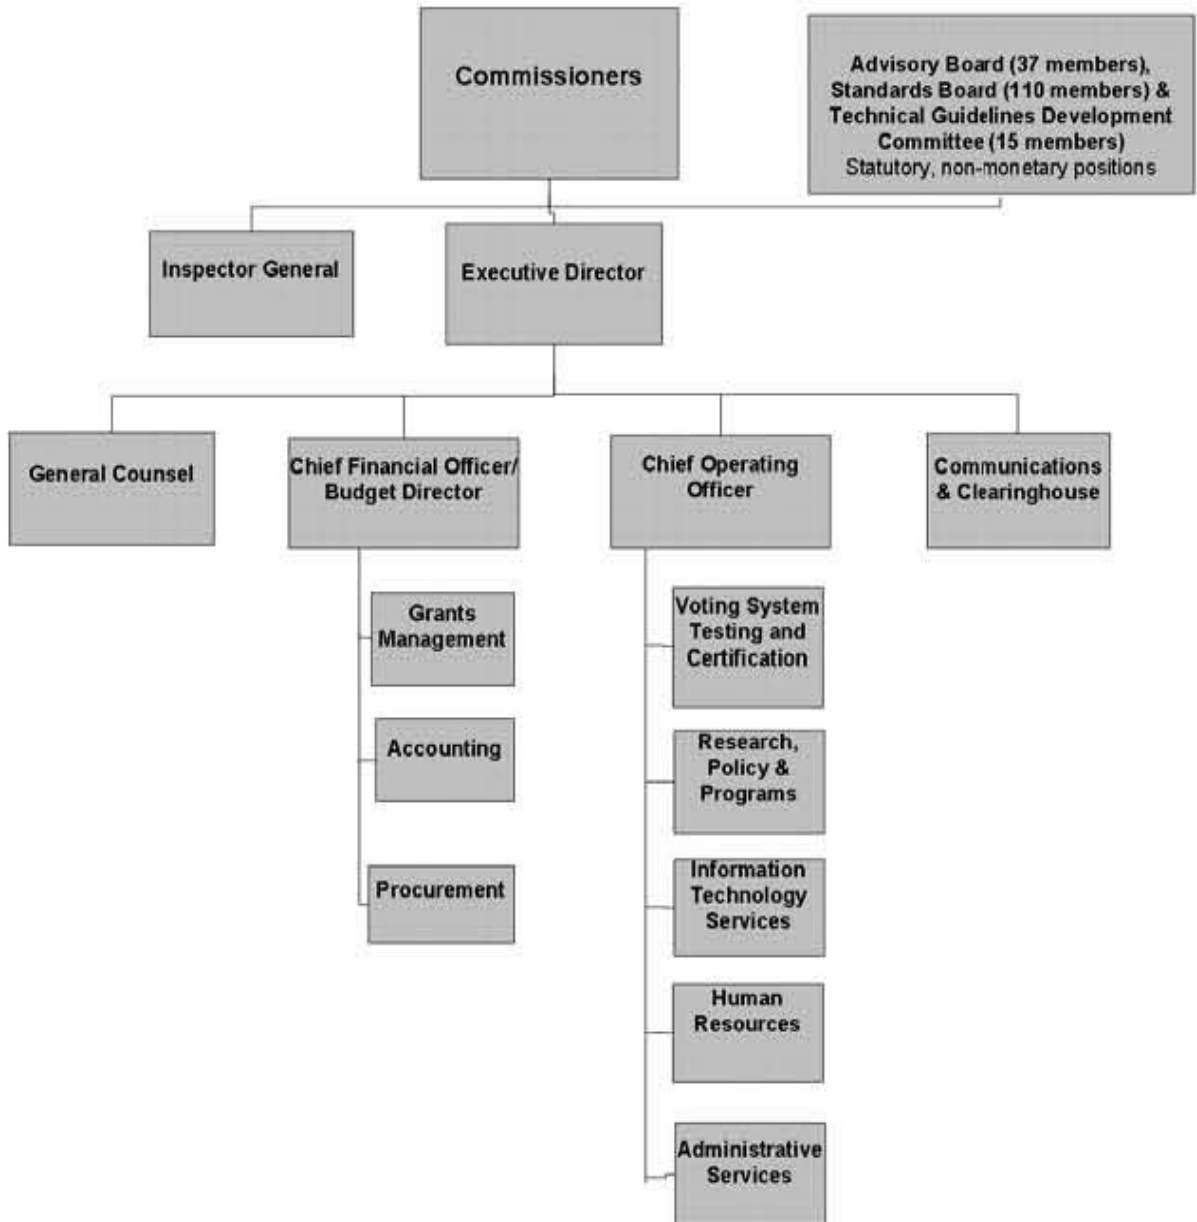 Commissioners
Advisory Board (37 members),
Standards Board (110 members) &
Technical Guidelines Development
Committee (15 members)
Statutory, non-monetary positions
Inspector General
Executive Director
General Counsel
Chief Financial Officer/
Budget Director
Chief Operating
Officer
Communications
& Clearinghouse
Grants
Management
Accounting
Procurement
Voting System
Testing and
Certification
Research,
Policy &
Programs
Information
Technology
Services
Human
Resources
Administrative
Services